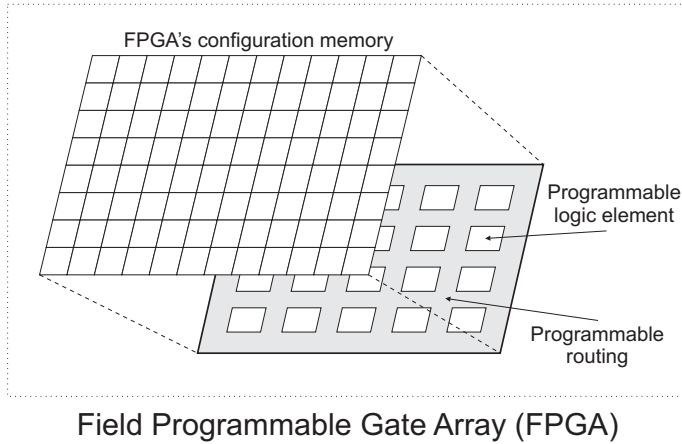 FPGA's configuration memory
Programmable
logic element
Programmable
routing
Field Programmable Gate Array (FPGA)